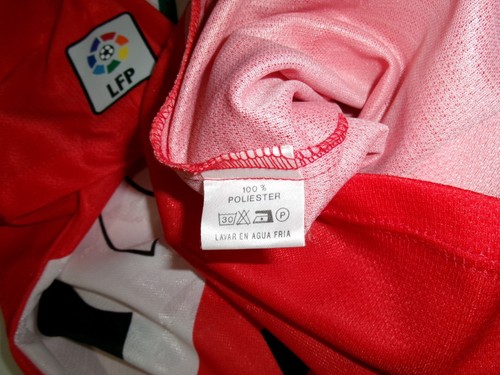 LFP
100 %
POLIESTER
30 P
LAVAR EN AGUA FRIA